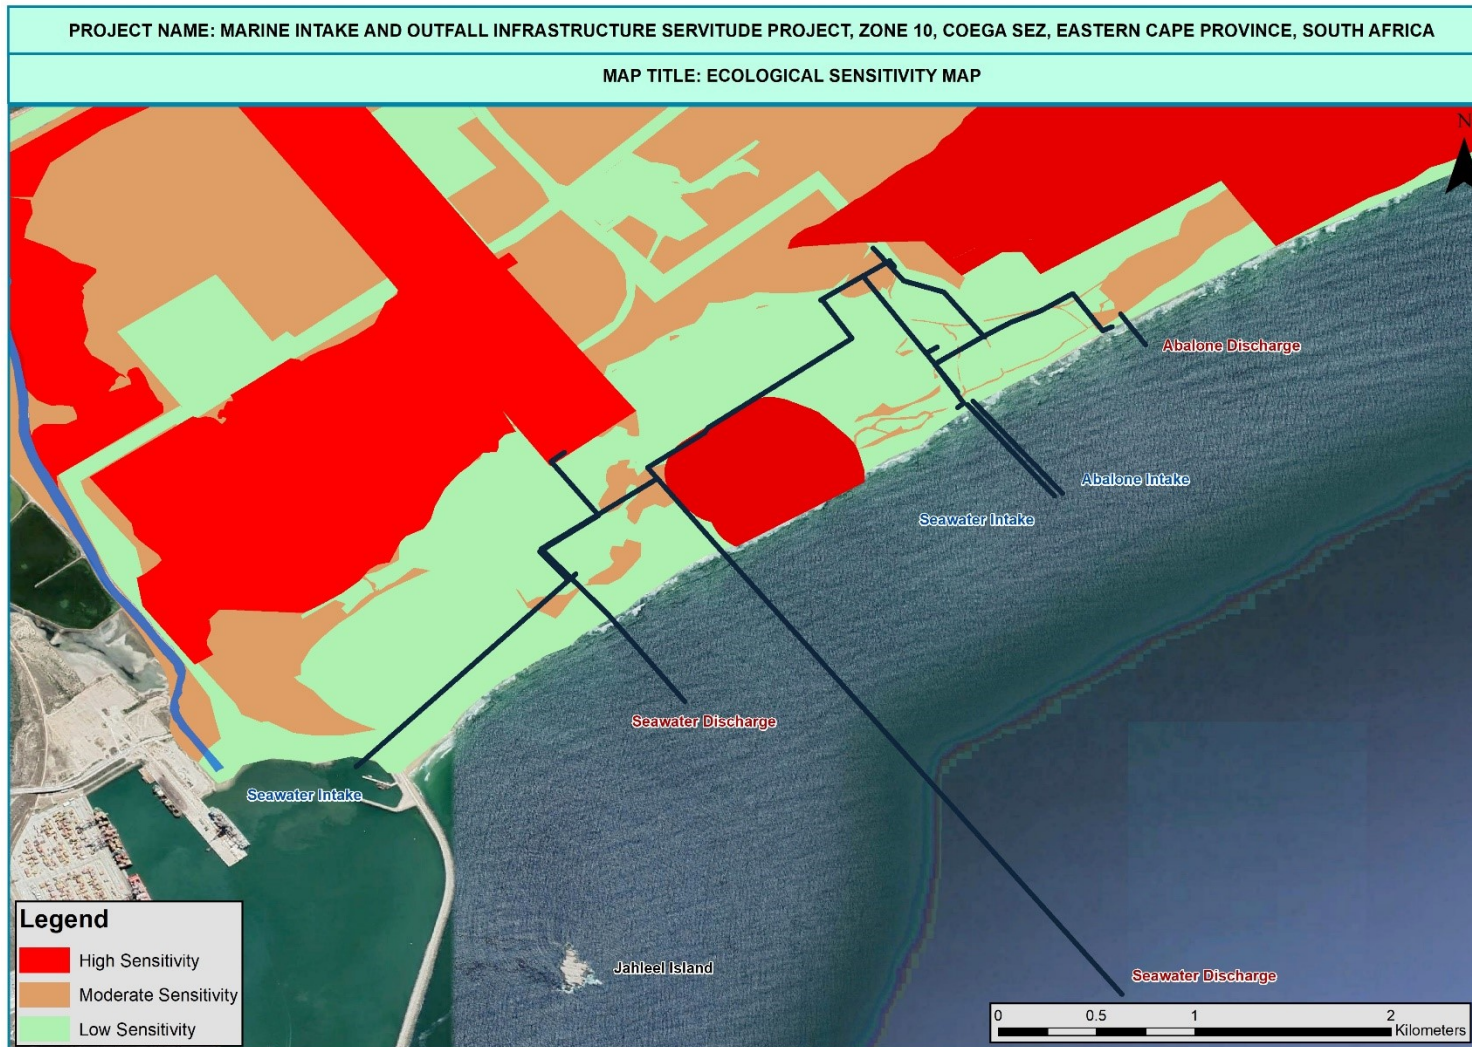 PROJECT NAME: MARINE INTAKE AND OUTFALL INFRASTRUCTURE SERVITUDE PROJECT, ZONE 10, COEGA SEZ, EASTERN CAPE PROVINCE, SOUTH AFRICA
MAP TITLE: ECOLOGICAL SENSITIVITY MAP
N
Abalone Discharge
Abalone Intake
Seawater Intake
Seawater Discharge
Seawater Intake
Jahleel Island
Seawater Discharge
Legend
High Sensitivity
Moderate Sensitivity
Low Sensitivity
0 0.5 1 2
Kilometers